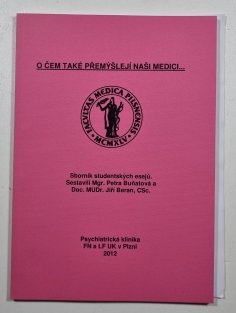 O ČEM TAKÉ PŘEMÝŠLEJÍ NAŠI MEDICI...
FACULTAS MEDICA PILSNENSIS
MCMXLV
Sborník studentských esejů.
Sestavili Mgr. Petra Buňatová a
Doc. MUDr. Jiří Beran, CSc.
Psychiatrická klinika
FN a LF UK v Plzni
2012